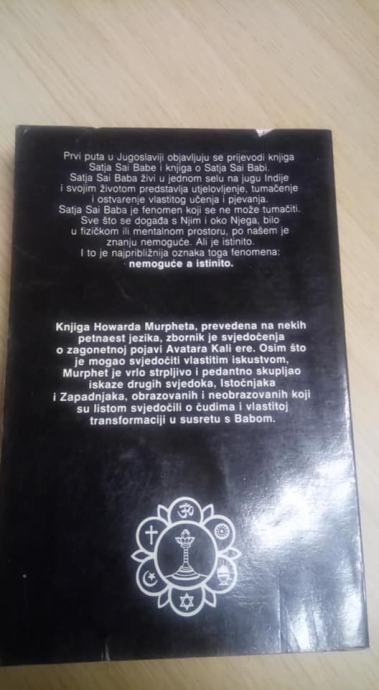 Prvi puta u Jugoslaviji objavljuju se prijevodi knjiga
Satja Sai Babe i knjiga o Satja Sai Babi.
Satja Sai Baba živi u jednom selu na jugu Indije
i svojim životom predstavlja utjelovljenje, tumačenje
i ostvarenje vlastitog učenja i pjevanja.
Satja Sai Baba je fenomen koji se ne može tumačiti.
Sve što se događa s Njim i oko Njega, bilo
u fizičkom ili mentalnom prostoru, po našem je
znanju nemoguće. Ali je istinito.
I to je najpribližnija oznaka toga fenomena:
nemoguće a istinito.
Knjiga Howarda Murpheta, prevedena na nekih
petnaest jezika, zbornik je svjedočenja
o zagonetnoj pojavi Avatara Kali ere. Osim što
je mogao svjedočiti vlastitim iskustvom,
Murphet je vrlo strpljivo i pedantno skupljao
iskaze drugih svjedoka, Istočnjaka
i Zapadnjaka, obrazovanih i neobrazovanih koji
su listom svjedočili o čudima i vlastitoj
transformaciji u susretu s Babom.
ॐ